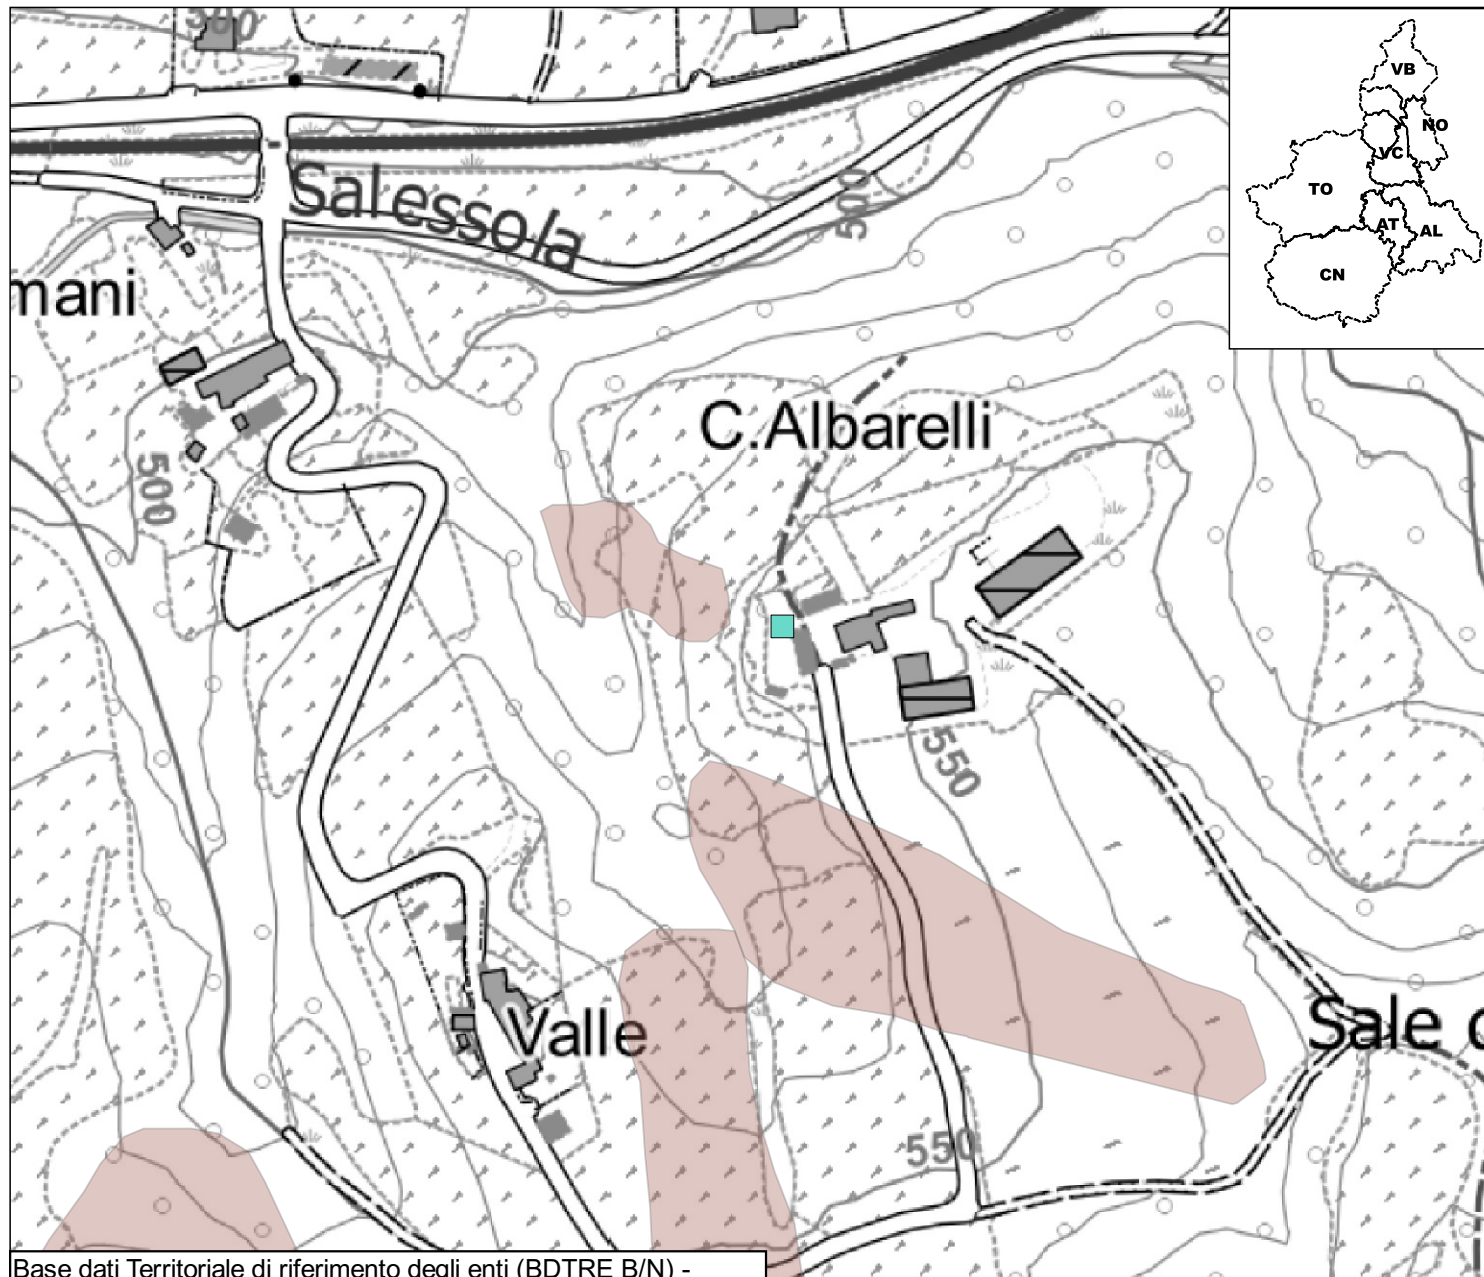 500
VB
NO
VC
TO
AT
AL
CN
Salessola
500
mani
C.Albarelli
500
550
Valle
Sale
550
Base dati Territoriale di riferimento degli enti (BDTRE B/N) -